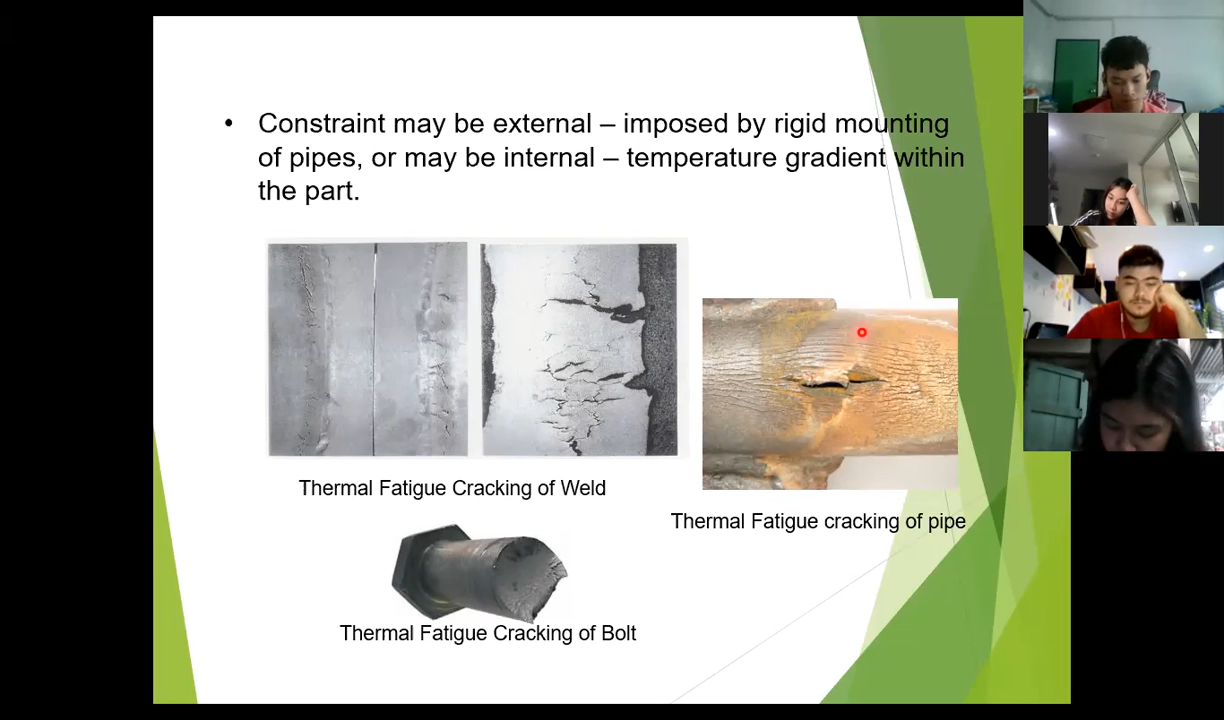 • Constraint may be external – imposed by rigid mounting
of pipes, or may be internal – temperature gradient within
the part.
Thermal Fatigue Cracking of Weld
Thermal Fatigue cracking of pipe
Thermal Fatigue Cracking of Bolt